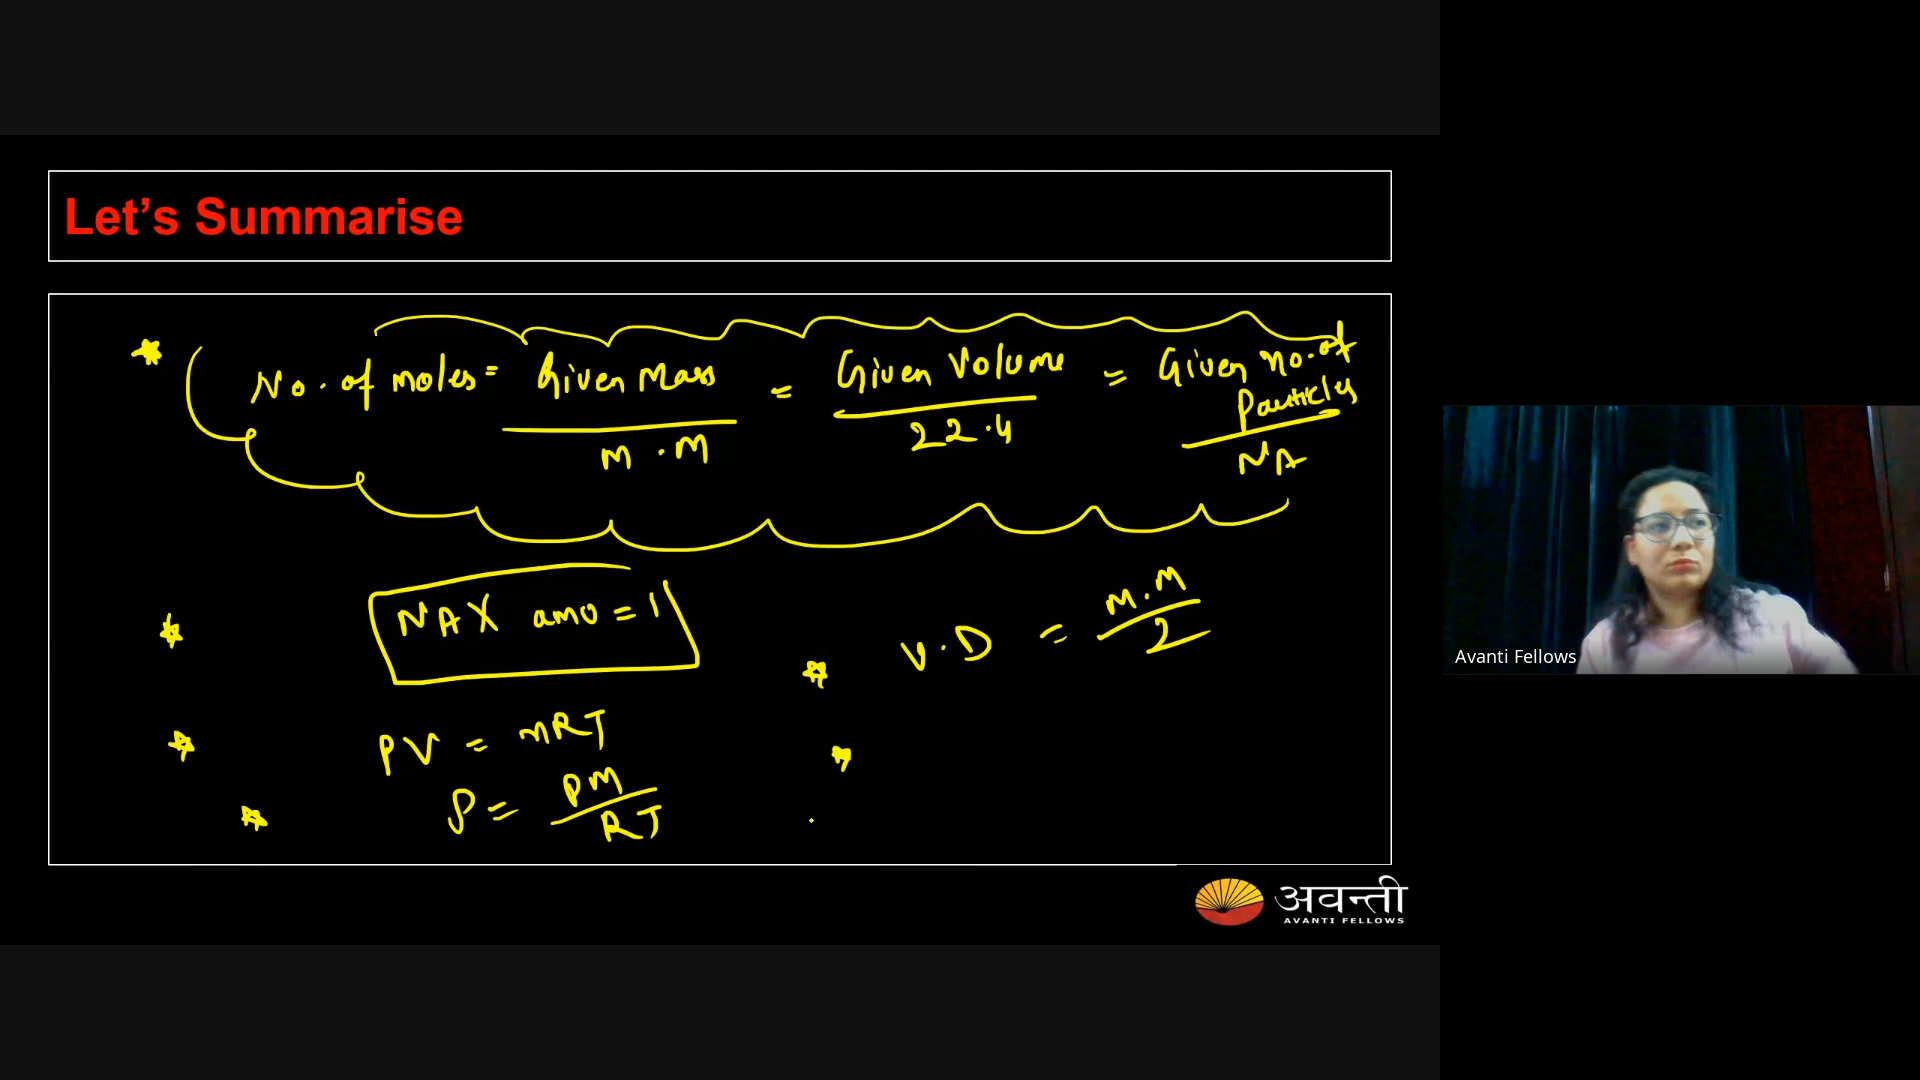 Let's Summarise
No. of moles = Given Mass / M.M = Given Volume / 22.4 = Given no. of Particles / NA
NA X amu = 1
V.D = M.M / 2
PV = nRT
ρ = PM / RT
Avanti Fellows
अवन्ती
AVANTI FELLOWS